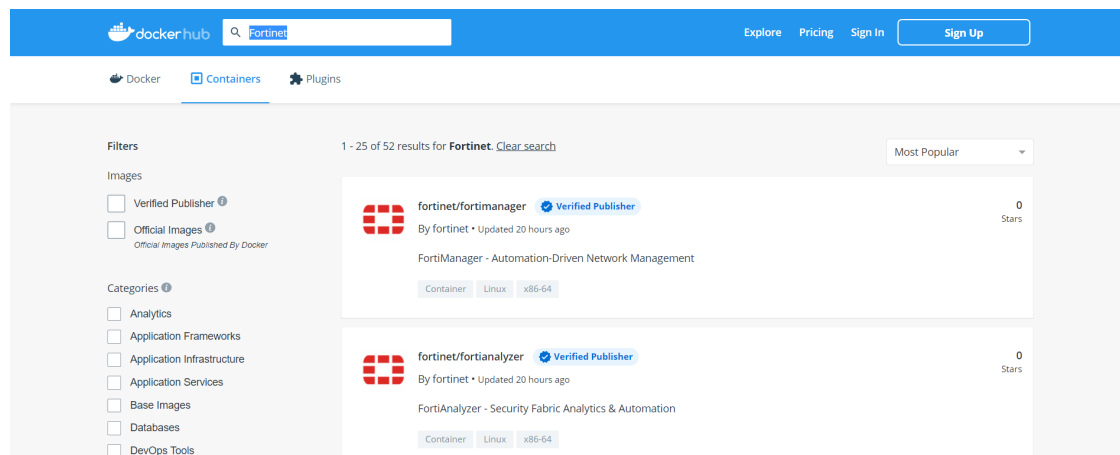 dockerhub Fortinet Explore Pricing Sign In Sign Up
Docker Containers Plugins
Filters
Images
Verified Publisher
Official Images
Official Images Published By Docker
Categories
Analytics
Application Frameworks
Application Infrastructure
Application Services
Base Images
Databases
DevOps Tools
1 - 25 of 52 results for Fortinet. Clear search
Most Popular
fortinet/fortimanager Verified Publisher
0
Stars
By fortinet • Updated 20 hours ago
FortiManager - Automation-Driven Network Management
Container Linux x86-64
fortinet/fortianalyzer Verified Publisher
0
Stars
By fortinet • Updated 20 hours ago
FortiAnalyzer - Security Fabric Analytics & Automation
Container Linux x86-64